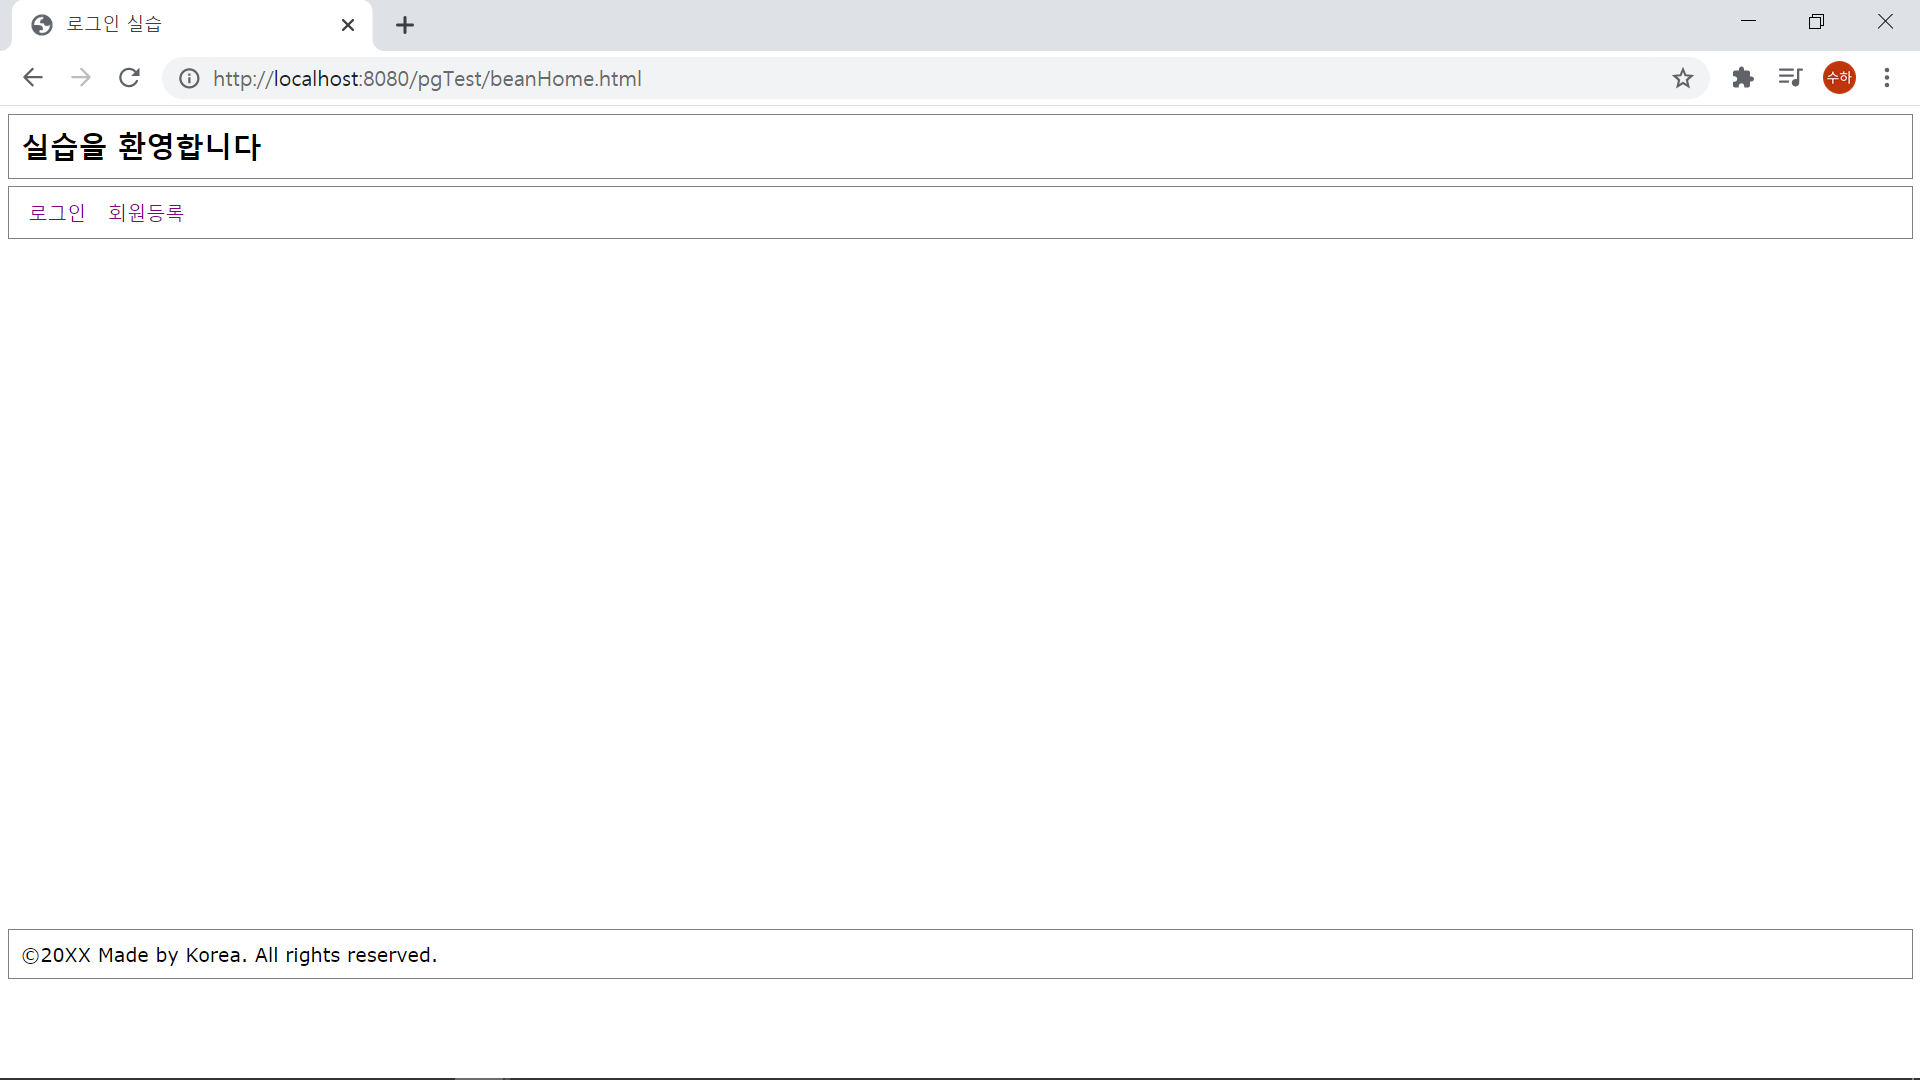 로그인 실습
http://localhost:8080/pgTest/beanHome.html
수하
실습을 환영합니다
로그인 회원등록
©20XX Made by Korea. All rights reserved.